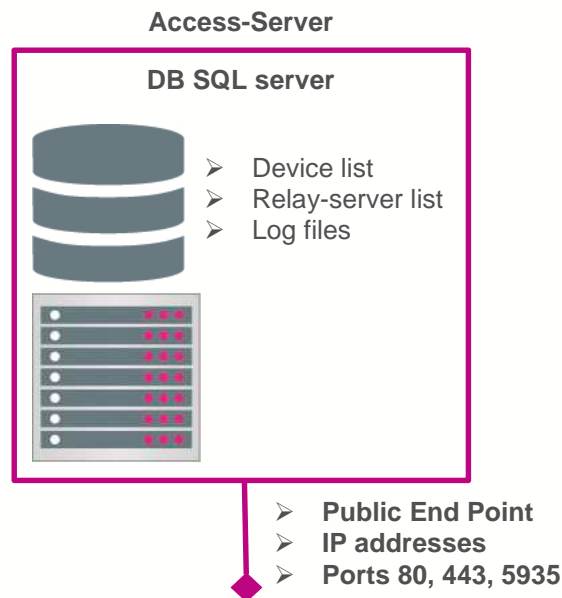 Access-Server
DB SQL server
➢ Device list
➢ Relay-server list
➢ Log files
➢ Public End Point
➢ IP addresses
➢ Ports 80, 443, 5935